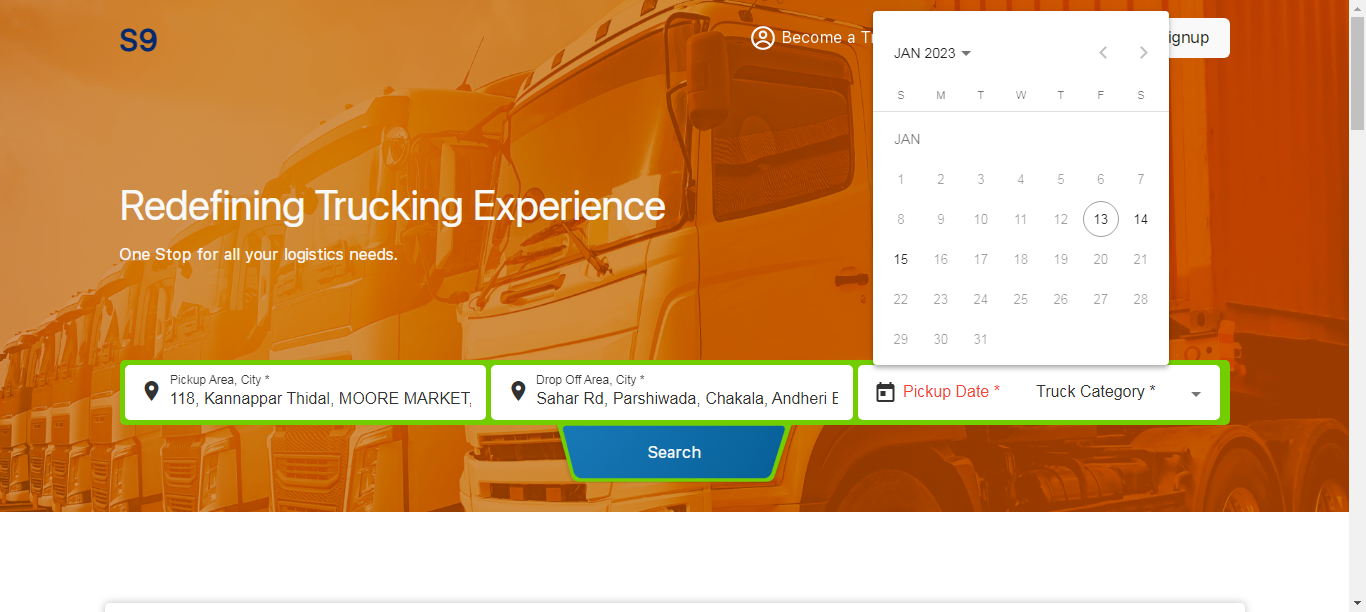 S9
Become a Tr
ignup
JAN 2023
S M T W T F S
JAN
1 2 3 4 5 6 7
8 9 10 11 12 13 14
15 16 17 18 19 20 21
22 23 24 25 26 27 28
29 30 31
Redefining Trucking Experience
One Stop for all your logistics needs.
Pickup Area, City *
118, Kannappar Thidal, MOORE MARKET,
Drop Off Area, City *
Sahar Rd, Parshiwada, Chakala, Andheri E
Pickup Date *
Truck Category *
Search